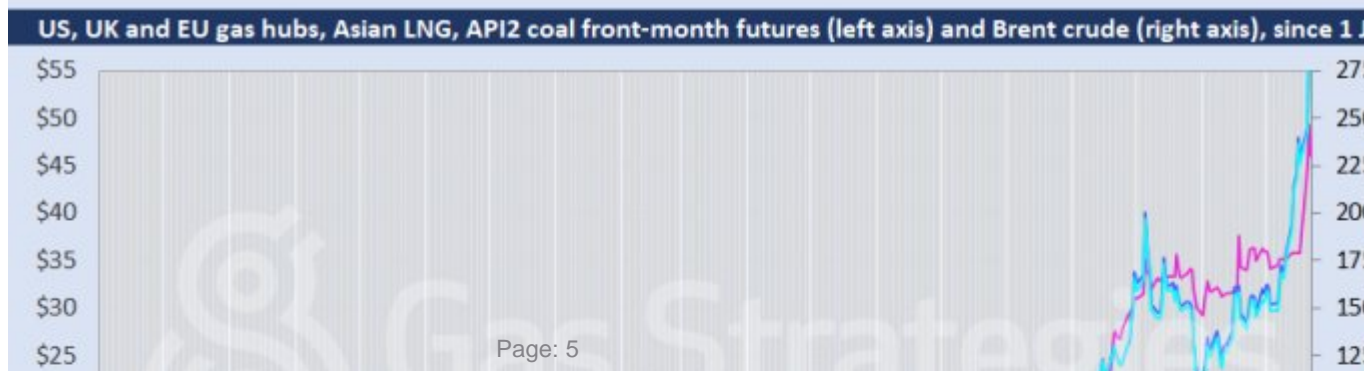 US, UK and EU gas hubs, Asian LNG, API2 coal front-month futures (left axis) and Brent crude (right axis), since 1 J
$55
$50
$45
$40
$35
$30
$25
Gas Strategies
Page: 5